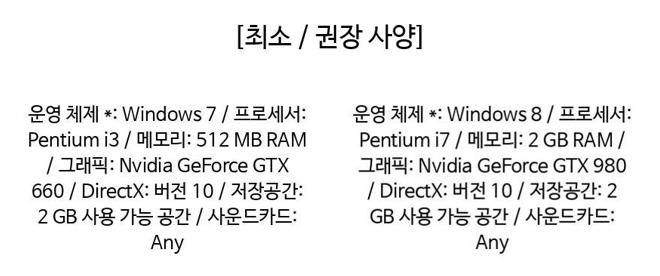 [최소 / 권장 사양]
운영 체제 *: Windows 7 / 프로세서:
Pentium i3 / 메모리: 512 MB RAM
/ 그래픽: Nvidia GeForce GTX
660 / DirectX: 버전 10 / 저장공간:
2 GB 사용 가능 공간 / 사운드카드:
Any
운영 체제 *: Windows 8 / 프로세서:
Pentium i7 / 메모리: 2 GB RAM /
그래픽: Nvidia GeForce GTX 980
/ DirectX: 버전 10 / 저장공간: 2
GB 사용 가능 공간 / 사운드카드:
Any